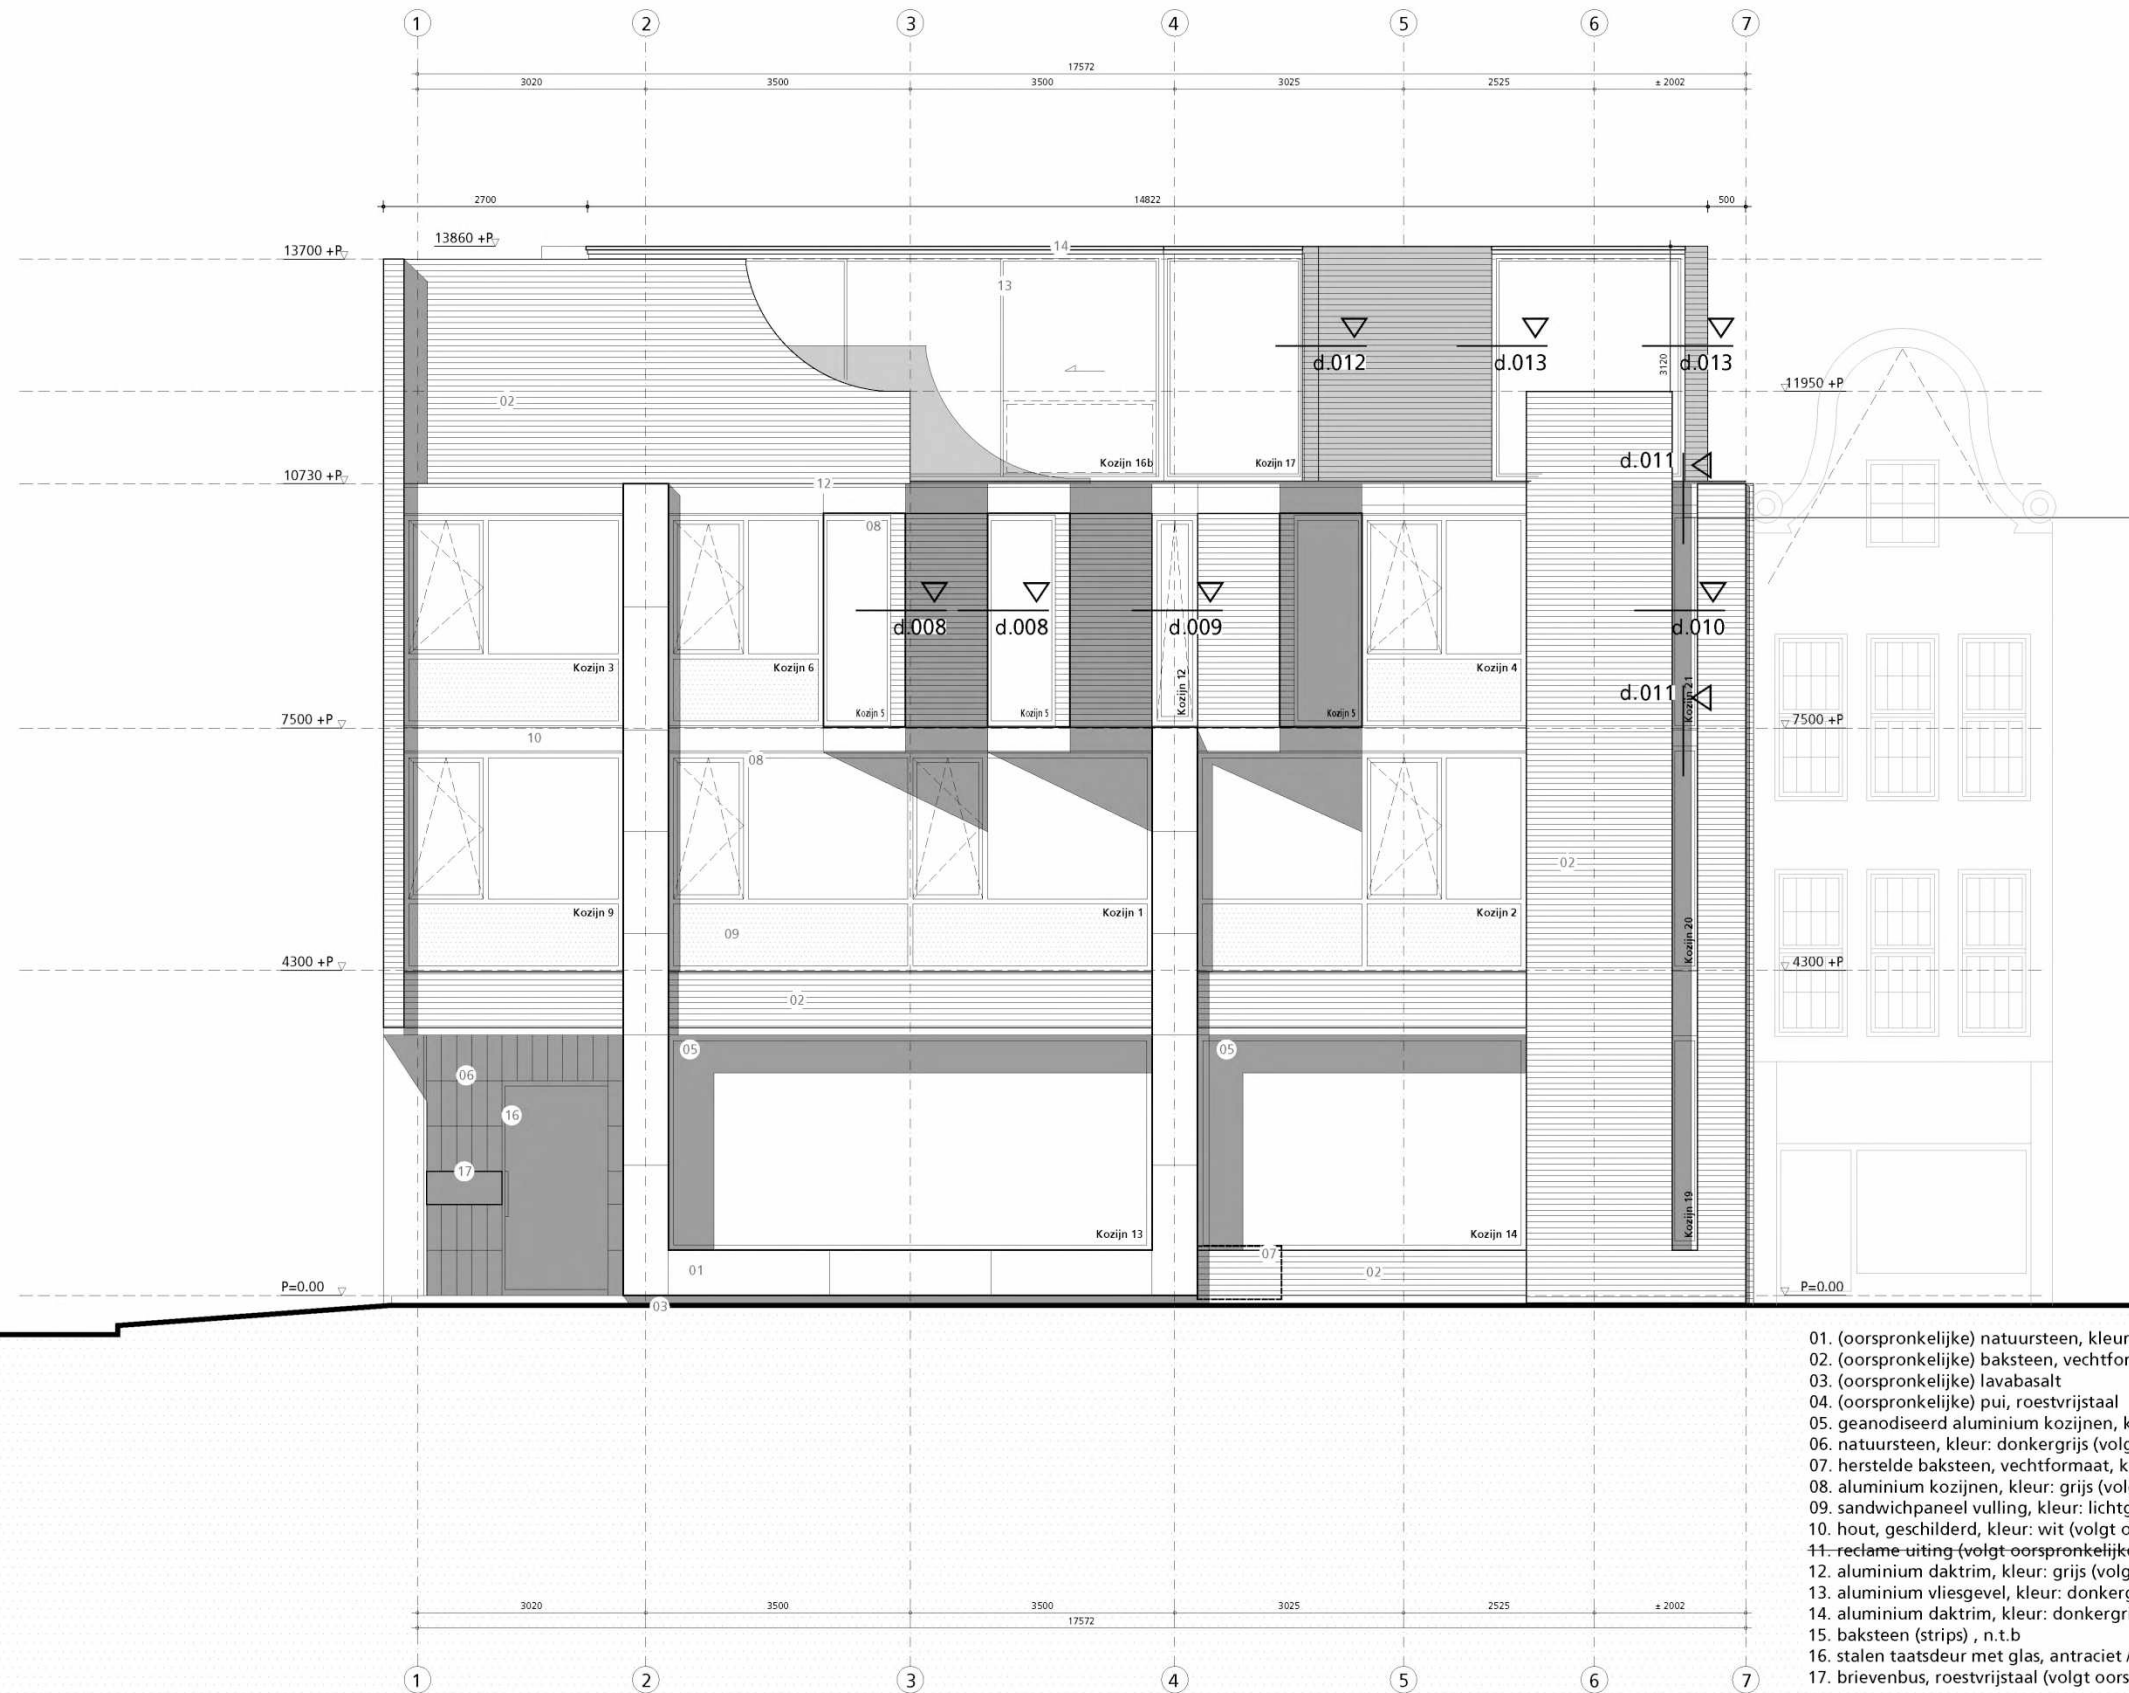 1 2 3 4 5 6 7
17572
3020 3500 3500 3025 2525 ± 2002
2700 14822 500
13860 +P
13700 +P
14
13
d.012 d.013 3120 d.013
11950 +P
02
d.011
Kozijn 16b Kozijn 17
10730 +P
12
08
d.008 d.008 d.009 d.010
Kozijn 3 Kozijn 6 Kozijn 12 Kozijn 4
d.011 Kozijn 21
Kozijn 5 Kozijn 5 Kozijn 5
7500 +P 7500 +P
10
08
02
Kozijn 9 Kozijn 1 Kozijn 2
09 Kozijn 20
4300 +P 4300 +P
02
05 05
06
16
17
Kozijn 19
Kozijn 13 Kozijn 14
07
01 02
P=0.00 P=0.00
03
01. (oorspronkelijke) natuursteen, kleur
02. (oorspronkelijke) baksteen, vechtfor
03. (oorspronkelijke) lavabasalt
04. (oorspronkelijke) pui, roestvrijstaal
05. geanodiseerd aluminium kozijnen, k
06. natuursteen, kleur: donkergrijs (volg
07. herstelde baksteen, vechtformaat, k
08. aluminium kozijnen, kleur: grijs (vol
09. sandwichpaneel vulling, kleur: lichtg
10. hout, geschilderd, kleur: wit (volgt o
11. reclame uiting (volgt oorspronkelijk
12. aluminium daktrim, kleur: grijs (volg
13. aluminium vliesgevel, kleur: donkerg
14. aluminium daktrim, kleur: donkergri
15. baksteen (strips) , n.t.b
16. stalen taatsdeur met glas, antraciet
17. brievenbus, roestvrijstaal (volgt oors
3020 3500 3500 3025 2525 ± 2002
17572
1 2 3 4 5 6 7